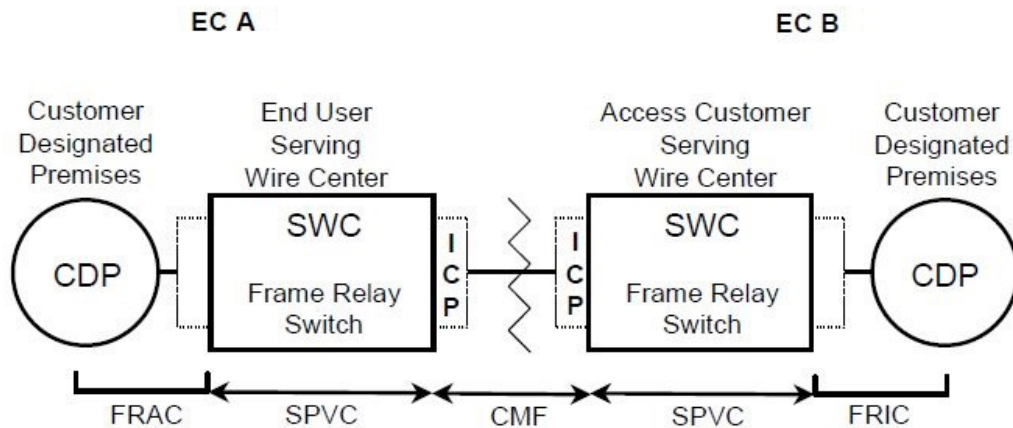 EC A
EC B
Customer
Designated
Premises
End User
Serving
Wire Center
Access Customer
Serving
Wire Center
Customer
Designated
Premises
CDP
SWC
Frame Relay
Switch
I
C
P
I
C
P
SWC
Frame Relay
Switch
CDP
FRAC
SPVC
CMF
SPVC
FRIC